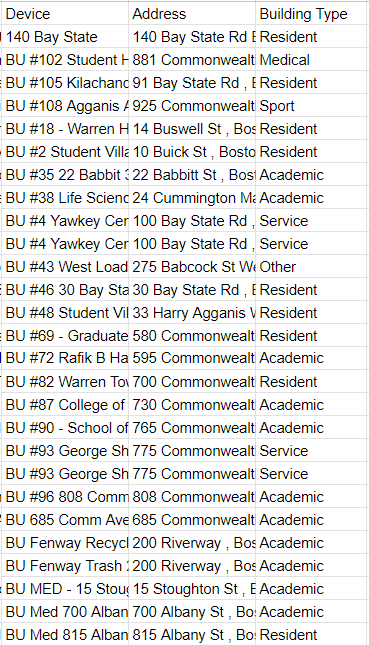 Device Address Building Type
140 Bay State 140 Bay State Rd Resident
BU #102 Student 881 Commonwealt Medical
BU #105 Kilachand 91 Bay State Rd , Resident
BU #108 Agganis 925 Commonwealt Sport
BU #18 - Warren H 14 Buswell St , Bos Resident
BU #2 Student Villa 10 Buick St , Bosto Resident
BU #35 22 Babbit 22 Babbitt St , Bost Academic
BU #38 Life Scienc 24 Cummington Ma Academic
BU #4 Yawkey Cer 100 Bay State Rd , Service
BU #4 Yawkey Cer 100 Bay State Rd , Service
BU #43 West Load 275 Babcock St We Other
BU #46 30 Bay Sta 30 Bay State Rd , Resident
BU #48 Student Vil 33 Harry Agganis Resident
BU #69 - Graduate 580 Commonwealt Resident
BU #72 Rafik B Ha 595 Commonwealt Academic
BU #82 Warren Tov 700 Commonwealt Resident
BU #87 College of 730 Commonwealt Academic
BU #90 - School of 765 Commonwealt Academic
BU #93 George Sh 775 Commonwealt Service
BU #93 George Sh 775 Commonwealt Service
BU #96 808 Comm 808 Commonwealt Academic
BU 685 Comm Ave 685 Commonwealt Academic
BU Fenway Recycl 200 Riverway , Bos Academic
BU Fenway Trash 200 Riverway , Bos Academic
BU MED - 15 Stoug 15 Stoughton St , Academic
BU Med 700 Alban 700 Albany St , Bos Academic
BU Med 815 Alban 815 Albany St , Bos Resident